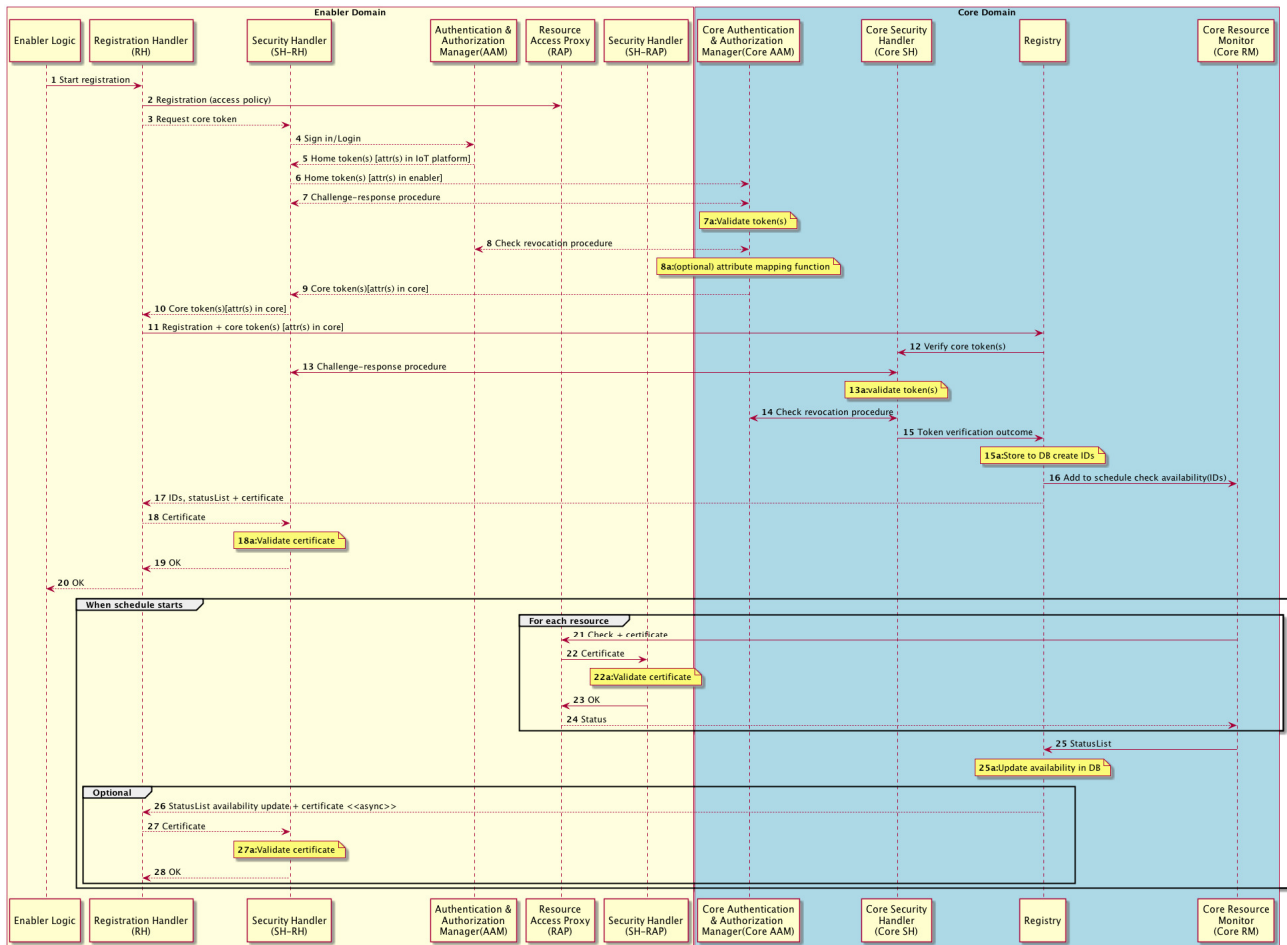 Enabler Domain
Core Domain
Enabler Logic
Registration Handler
(RH)
Security Handler
(SH-RH)
Authentication &
Authorization
Manager(AAM)
Resource
Access Proxy
(RAP)
Security Handler
(SH-RAP)
Core Authentication
& Authorization
Manager(Core AAM)
Core Security
Handler
(Core SH)
Registry
Core Resource
Monitor
(Core RM)
1 Start registration
2 Registration (access policy)
3 Request core token
4 Sign in/Login
5 Home token(s) [attr(s) in IoT platform]
6 Home token(s) [attr(s) in enabler]
7 Challenge-response procedure
7a:Validate token(s)
8 Check revocation procedure
8a:(optional) attribute mapping function
9 Core token(s)[attr(s) in core]
10 Core token(s)[attr(s) in core]
11 Registration + core token(s) [attr(s) in core]
12 Verify core token(s)
13 Challenge-response procedure
13a:validate token(s)
14 Check revocation procedure
15 Token verification outcome
15a:Store to DB create IDs
16 Add to schedule check availability(IDs)
17 IDs, statusList + certificate
18 Certificate
18a:Validate certificate
19 OK
20 OK
When schedule starts
For each resource
21 Check + certificate
22 Certificate
22a:Validate certificate
23 OK
24 Status
25 StatusList
25a:Update availability in DB
Optional
26 StatusList availability update + certificate <<async>>
27 Certificate
27a:Validate certificate
28 OK
Enabler Logic
Registration Handler
(RH)
Security Handler
(SH-RH)
Authentication &
Authorization
Manager(AAM)
Resource
Access Proxy
(RAP)
Security Handler
(SH-RAP)
Core Authentication
& Authorization
Manager(Core AAM)
Core Security
Handler
(Core SH)
Registry
Core Resource
Monitor
(Core RM)